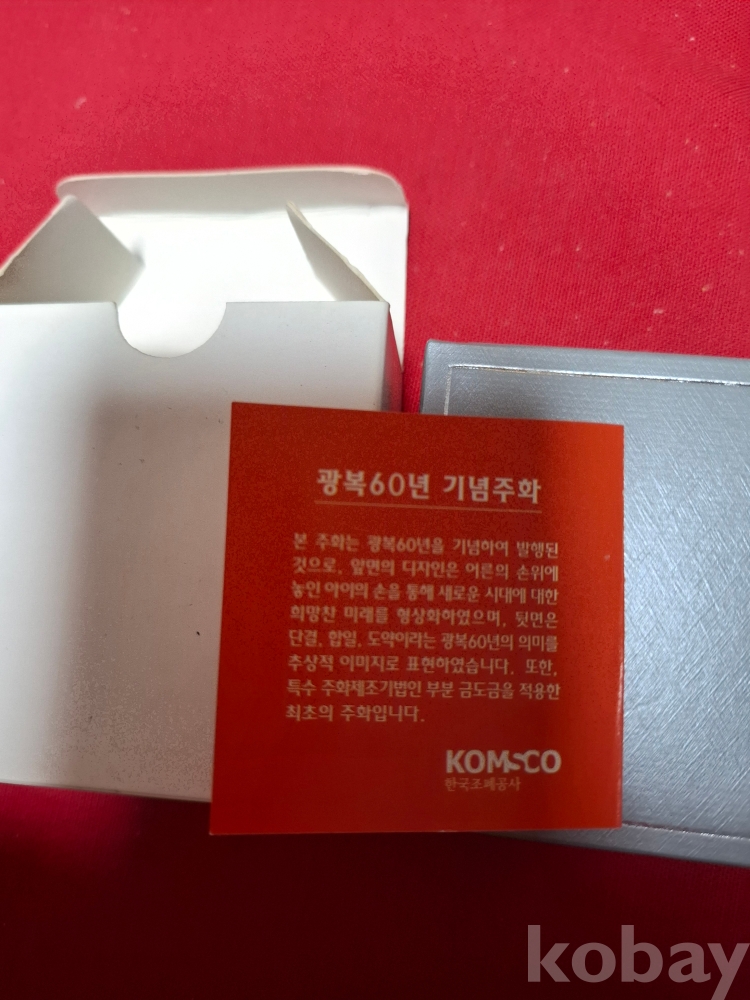 광복60년 기념주화
본 주화는 광복60년을 기념하여 발행된
것으로, 앞면의 디자인은 어른의 손위에
놓인 아이의 손을 통해 새로운 시대에 대한
희망찬 미래를 형상화하였으며, 뒷면은
단결, 합일, 도약이라는 광복60년의 의미를
추상적 이미지로 표현하였습니다. 또한,
특수 주화제조기법인 부분 금도금을 적용한
최초의 주화입니다.
KOMSCO
한국조폐공사
kobay